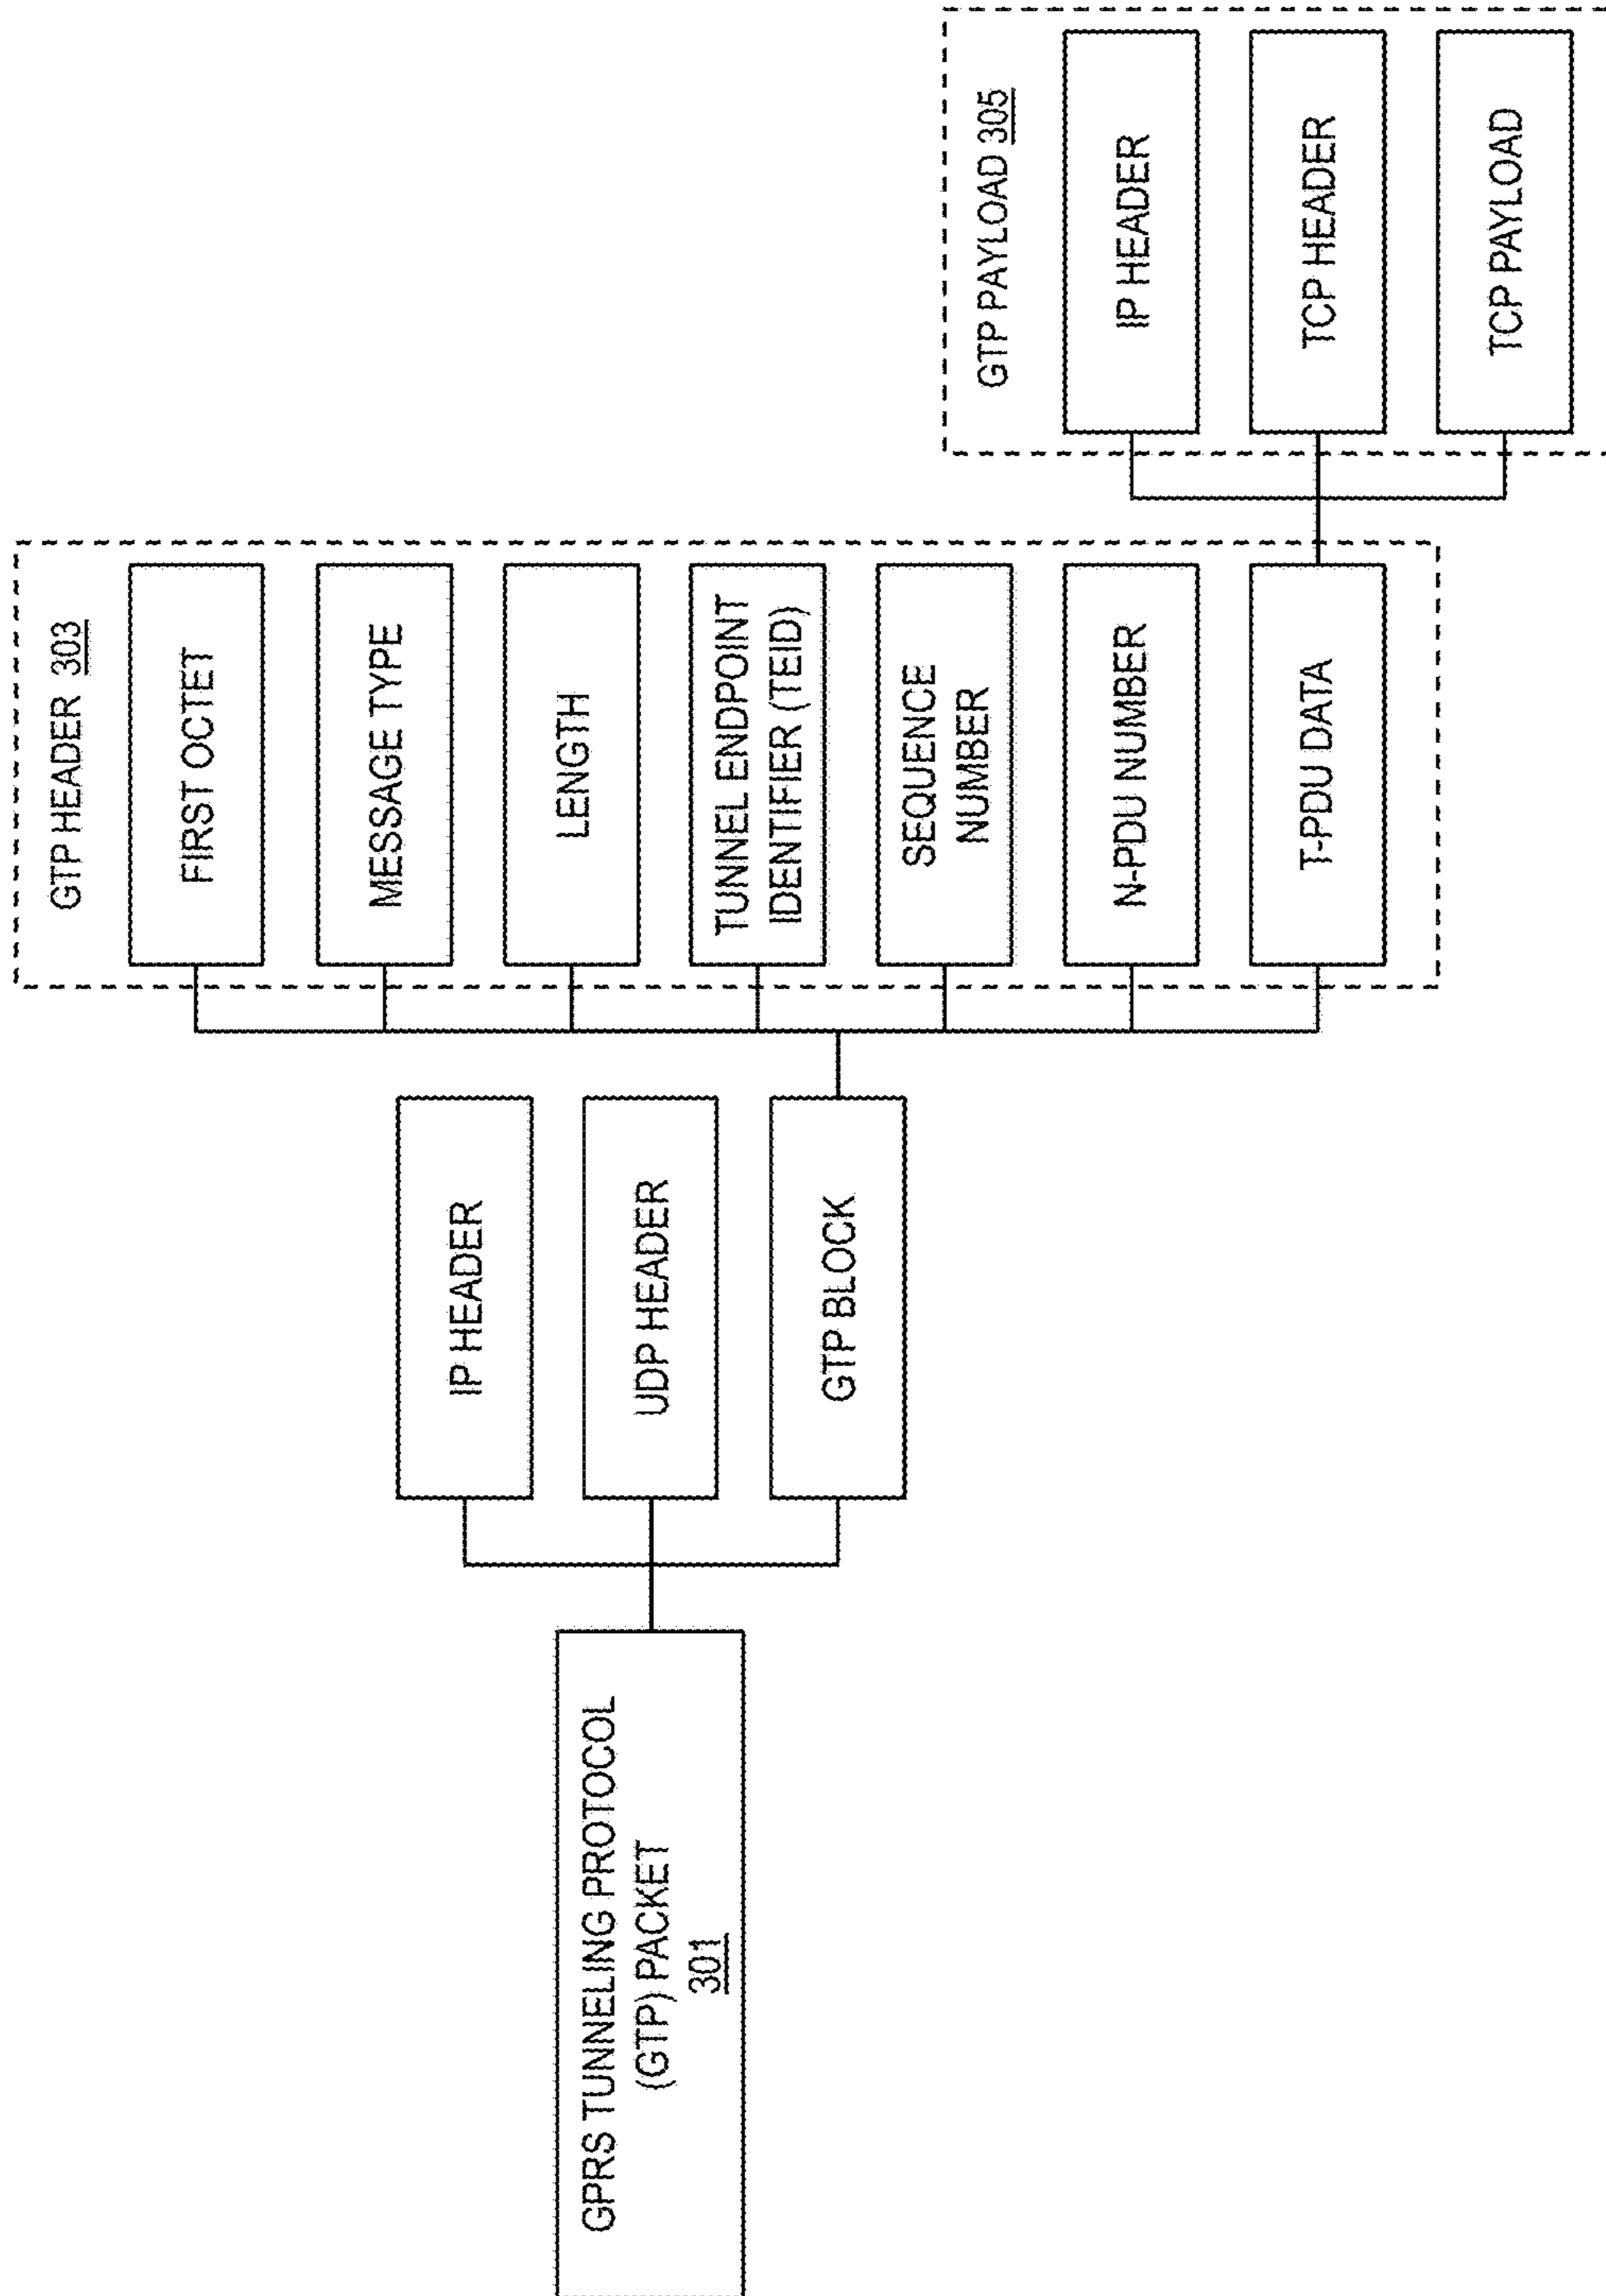 GPRS TUNNELING PROTOCOL
(GTP) PACKET
301
IP HEADER
UDP HEADER
GTP BLOCK
GTP HEADER 303
FIRST OCTET
MESSAGE TYPE
LENGTH
TUNNEL ENDPOINT
IDENTIFIER (TEID)
SEQUENCE
NUMBER
N-PDU NUMBER
T-PDU DATA
GTP PAYLOAD 305
IP HEADER
TCP HEADER
TCP PAYLOAD